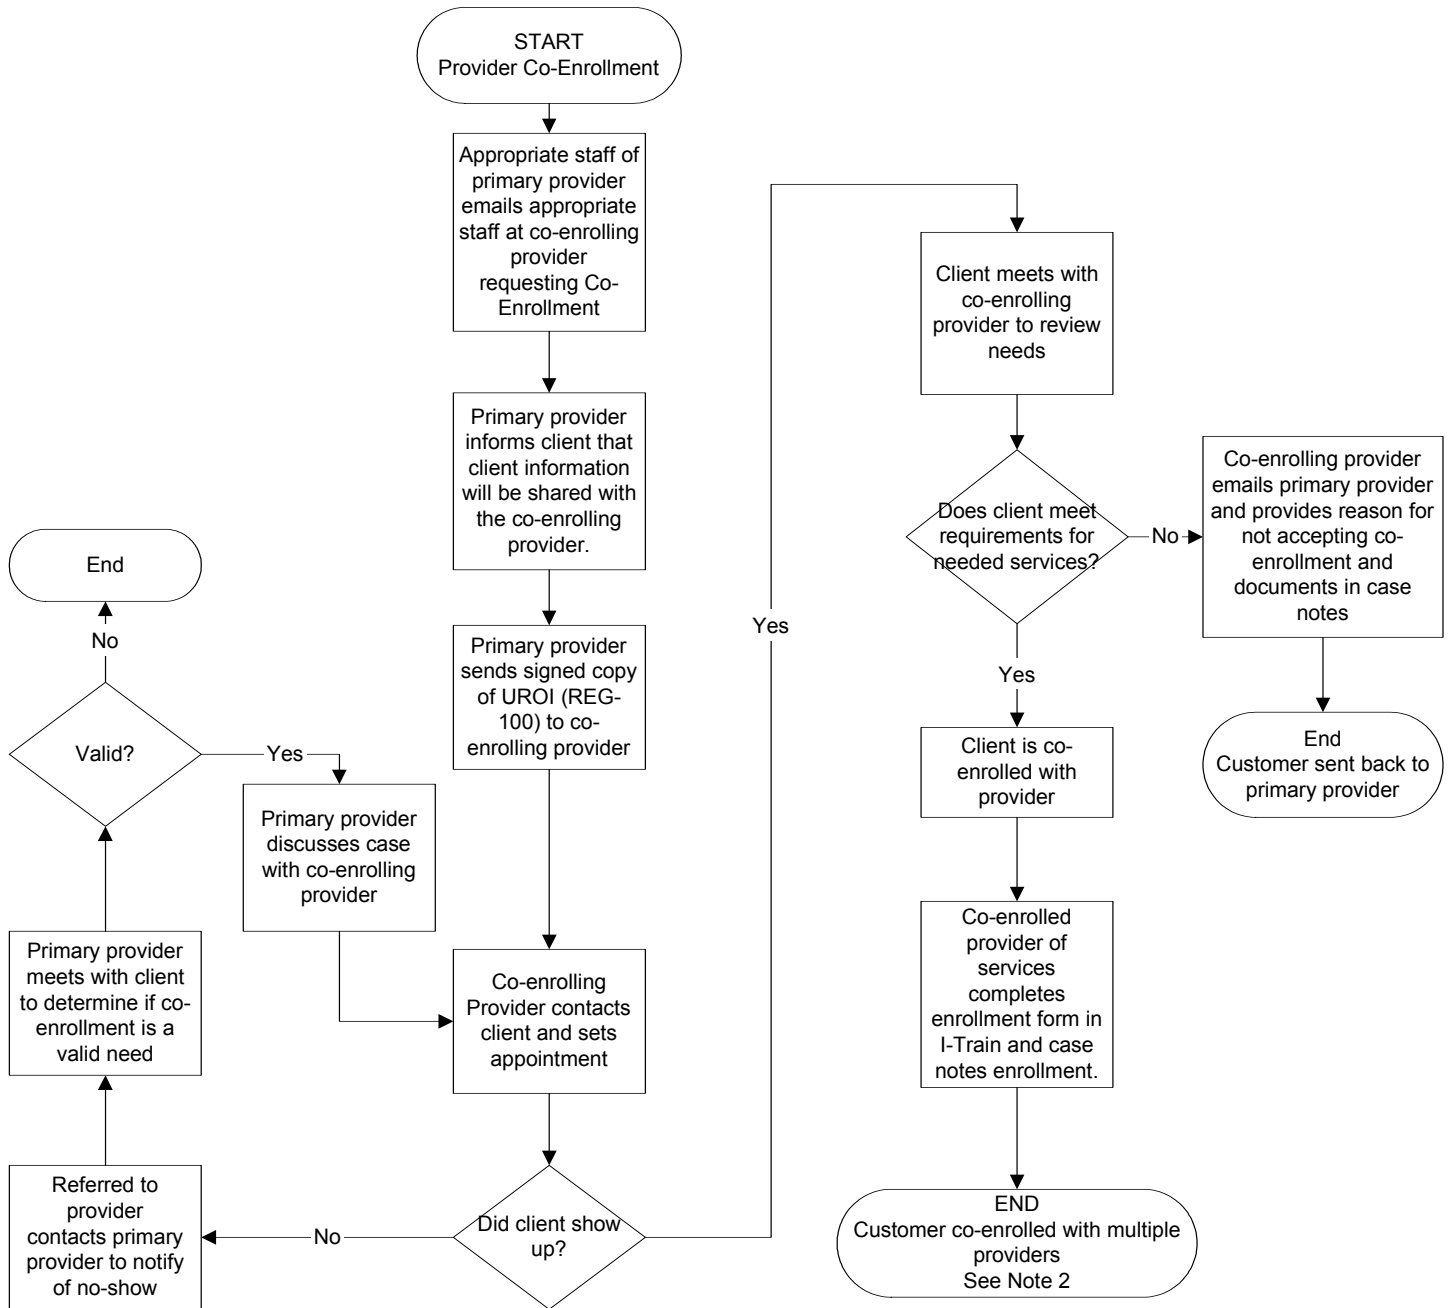 START
Provider Co-Enrollment
Appropriate staff of
primary provider
emails appropriate
staff at co-enrolling
provider
requesting Co-
Enrollment
Primary provider
informs client that
client information
will be shared with
the co-enrolling
provider.
Primary provider
sends signed copy
of UROI (REG-
100) to co-
enrolling provider
Co-enrolling
Provider contacts
client and sets
appointment
Did client show
up?
No
Referred to
provider
contacts primary
provider to notify
of no-show
Primary provider
meets with client
to determine if co-
enrollment is a
valid need
Valid?
No
End
Yes
Primary provider
discusses case
with co-enrolling
provider
Yes
Client meets with
co-enrolling
provider to review
needs
Does client meet
requirements for
needed services?
No
Co-enrolling provider
emails primary provider
and provides reason for
not accepting co-
enrollment and
documents in case
notes
End
Customer sent back to
primary provider
Yes
Client is co-
enrolled with
provider
Co-enrolled
provider of
services
completes
enrollment form in
I-Train and case
notes enrollment.
END
Customer co-enrolled with multiple
providers
See Note 2